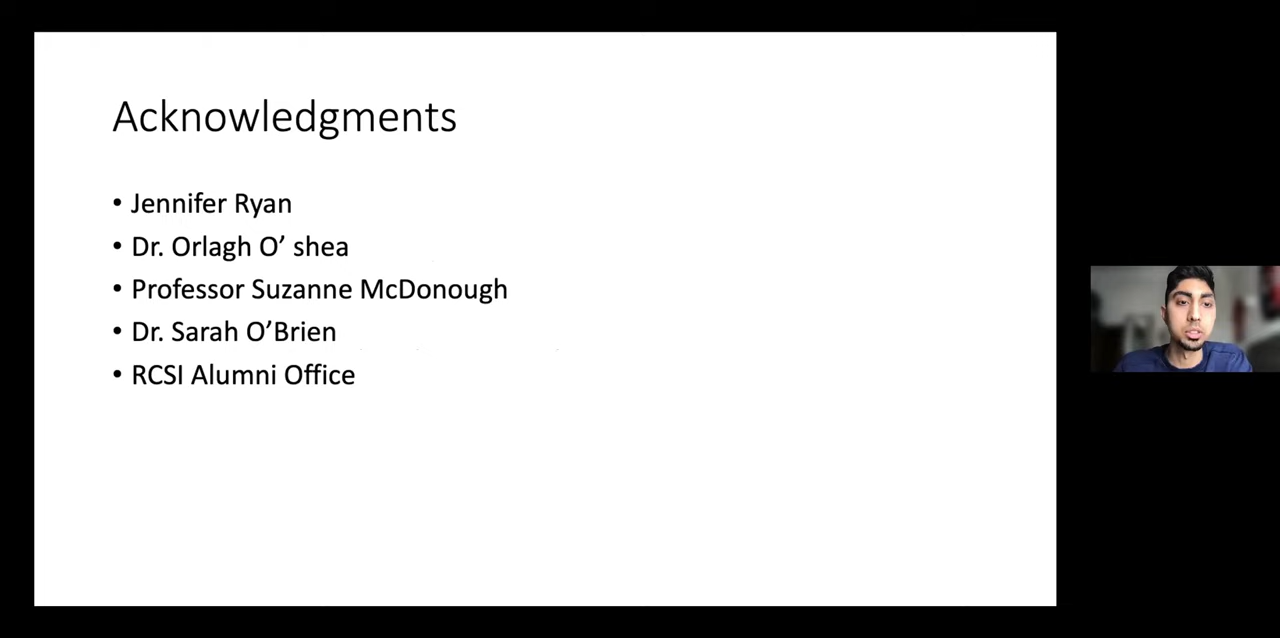 Acknowledgments
• Jennifer Ryan
• Dr. Orlagh O’ shea
• Professor Suzanne McDonough
• Dr. Sarah O’Brien
• RCSI Alumni Office